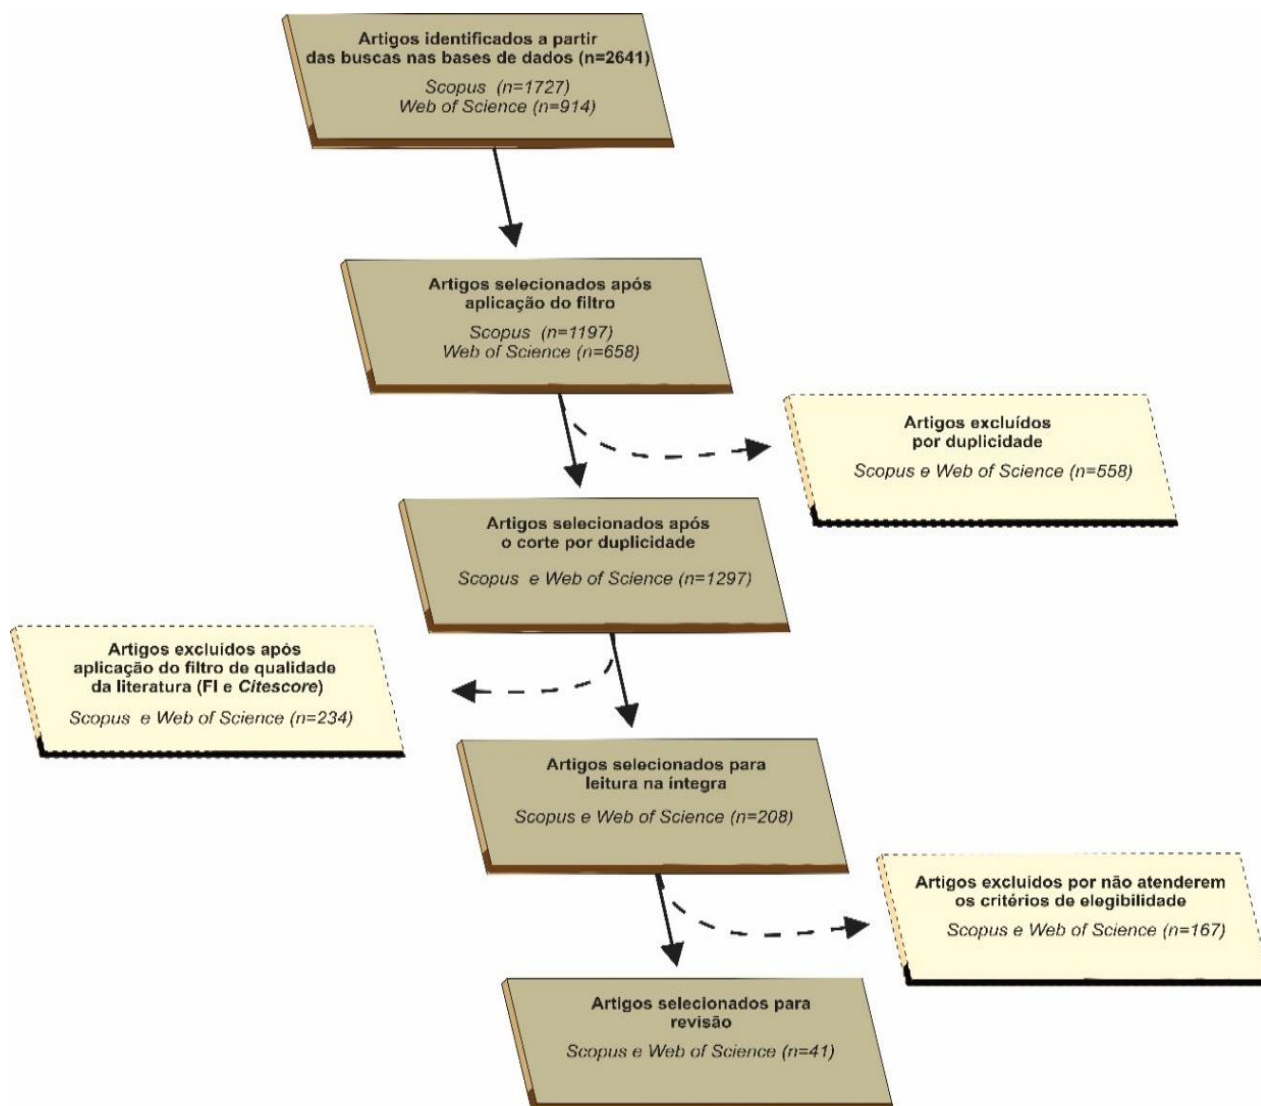 Artigos identificados a partir
das buscas nas bases de dados (n=2641)
Scopus (n=1727)
Web of Science (n=914)
Artigos selecionados após
aplicação do filtro
Scopus (n=1197)
Web of Science (n=658)
Artigos excluídos
por duplicidade
Scopus e Web of Science (n=558)
Artigos selecionados após
o corte por duplicidade
Scopus e Web of Science (n=1297)
Artigos excluidos após
aplicação do filtro de qualidade
da literatura (FI e Citescore)
Scopus e Web of Science (n=234)
Artigos selecionados para
leitura na íntegra
Scopus e Web of Science (n=208)
Artigos excluidos por não atenderem
os critérios de elegibilidade
Scopus e Web of Science (n=167)
Artigos selecionados para
revisão
Scopus e Web of Science (n=41)